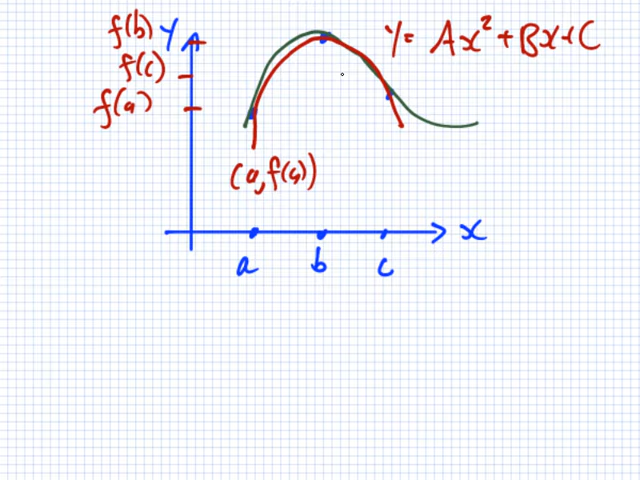 f(b) Y
Y = Ax² + Bx + C
f(c)
f(a)
(a, f(a))
x
a b c